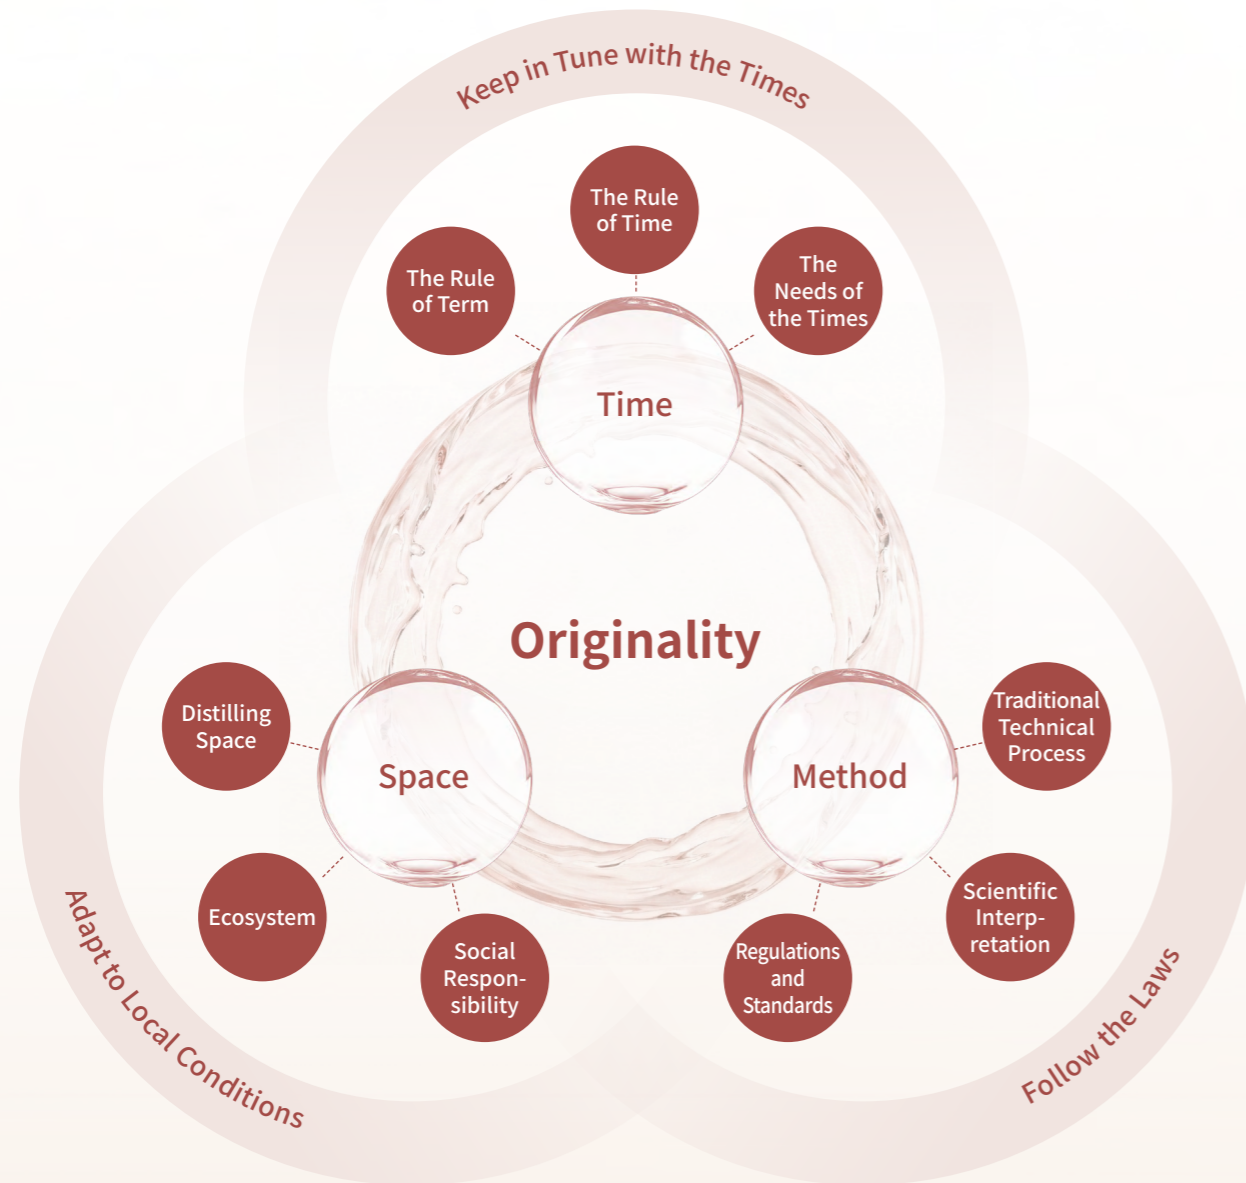 Keep in Tune with the Times
The Rule
of Time
The Rule
of Term
The
Needs of
the Times
Time
Originality
Space
Distilling
Space
Ecosystem
Social
Respon-
sibility
Adapt to Local Conditions
Method
Traditional
Technical
Process
Scientific
Interp-
retation
Regulations
and
Standards
Follow the Laws